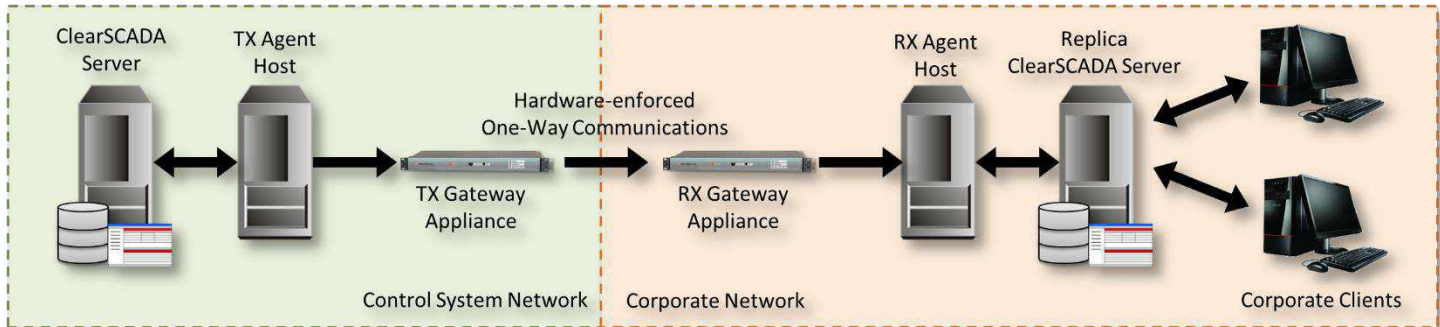 ClearSCADA
Server
TX Agent
Host
Hardware-enforced
One-Way Communications
TX Gateway
Appliance
RX Gateway
Appliance
RX Agent
Host
Replica
ClearSCADA Server
Control System Network
Corporate Network
Corporate Clients